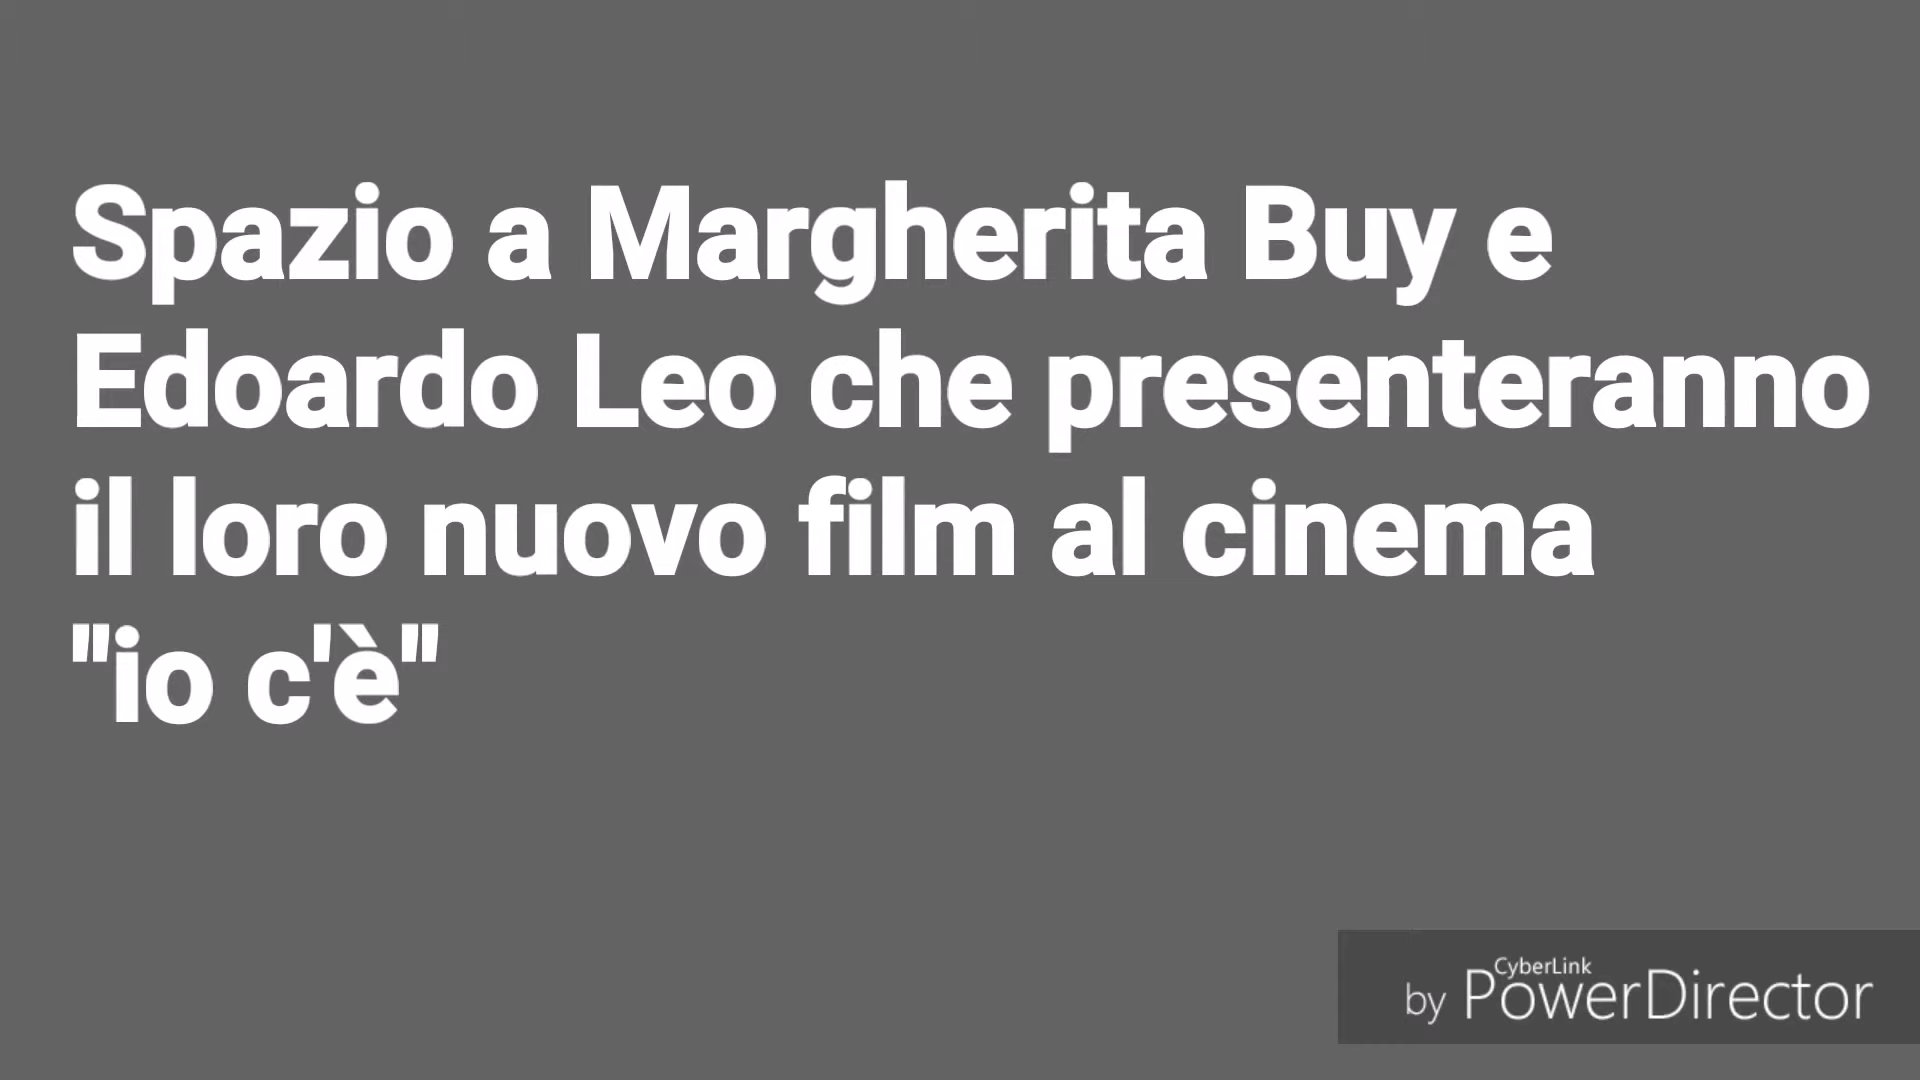 Spazio a Margherita Buy e
Edoardo Leo che presenteranno
il loro nuovo film al cinema
"io c'è"
by CyberLink PowerDirector